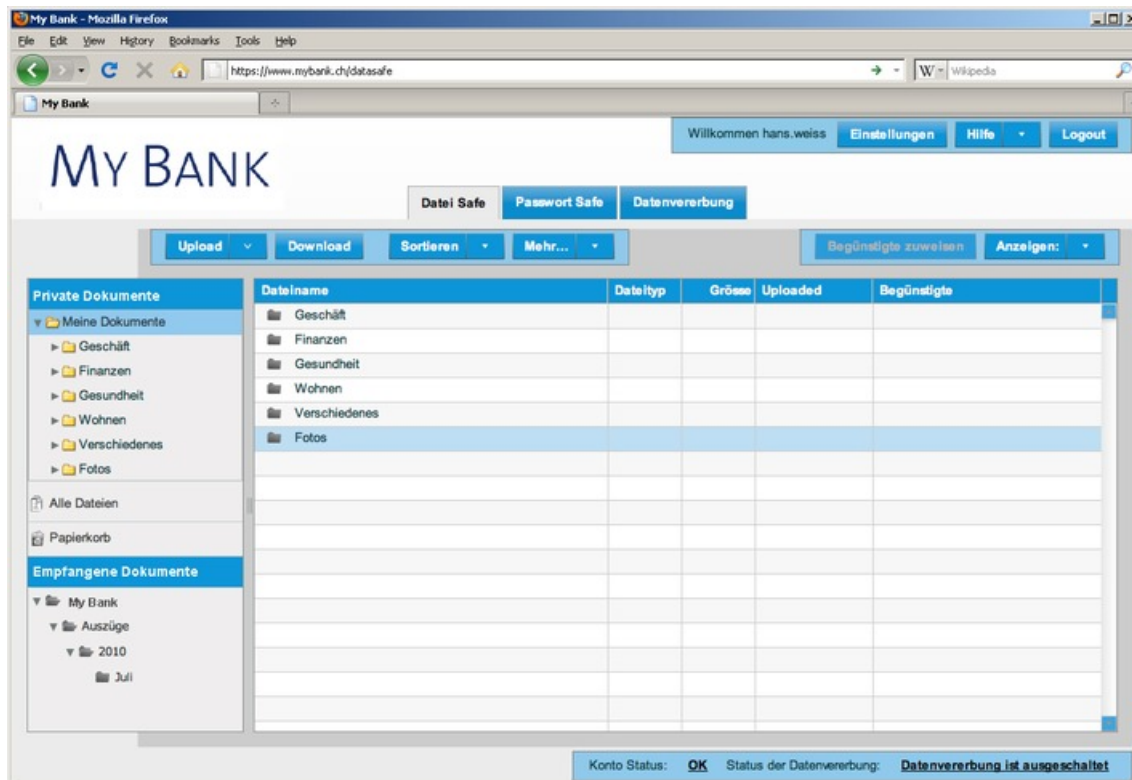 My Bank - Mozilla Firefox
File Edit View History Bookmarks Tools Help
https://www.mybank.ch/datasafe
W Wikipedia
My Bank
Willkommen hans.weiss Einstellungen Hilfe Logout
MY BANK
Datei Safe Passwort Safe Datenvererbung
Upload Download Sortieren Mehr... Begünstigte zuweisen Anzeigen:
Private Dokumente
Meine Dokumente
Geschäft
Finanzen
Gesundheit
Wohnen
Verschiedenes
Fotos
Alle Dateien
Papierkorb
Empfangene Dokumente
My Bank
Auszüge
2010
Juli
Dateiname Dateityp Grösse Uploaded Begünstigte
Geschäft
Finanzen
Gesundheit
Wohnen
Verschiedenes
Fotos
Konto Status: OK Status der Datenvererbung: Datenvererbung ist ausgeschaltet